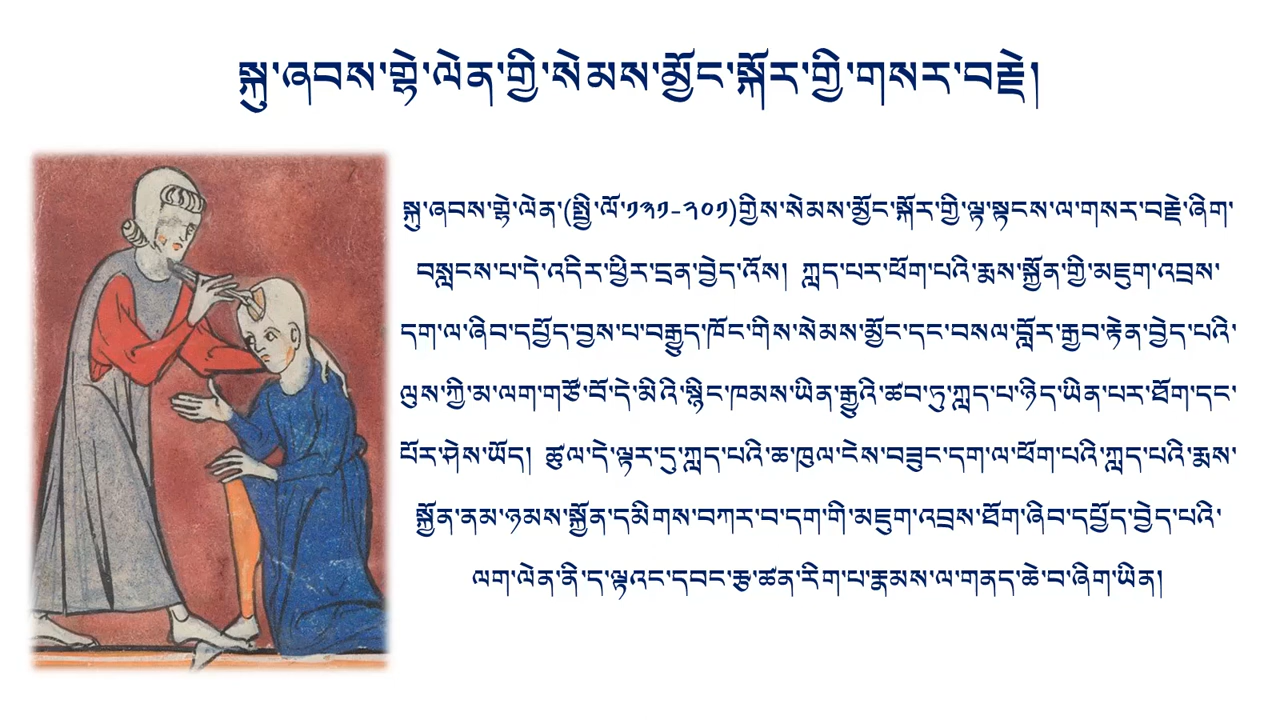 སྐུ་ཞབས་གྷེ་ལེན་གྱི་སེམས་མྱོང་སྐོར་གྱི་གསར་བརྗེ།
སྐུ་ཞབས་གྷེ་ལེན་(སྤྱི་ལོ་༡༣༡-༢༠༡)གྱིས་སེམས་མྱོང་སྐོར་གྱི་ལྟ་སྟངས་ལ་གསར་བརྗེ་ཞིག་
བསླངས་པ་དེ་འདིར་ཕྱིར་དྲན་བྱེད་འོས། ཀླད་པར་ཕོག་པའི་རྨས་སྐྱོན་གྱི་མཇུག་འབྲས་
དག་ལ་ཞིབ་དཔྱོད་བྱས་པ་བརྒྱུད་ཁོང་གིས་སེམས་མྱོང་དང་བསལ་བློར་རྒྱབ་རྟེན་བྱེད་པའི་
ལུས་ཀྱི་མ་ལག་གཙོ་བོ་དེ་མིའི་སྙིང་ཁམས་ཡིན་རྒྱུའི་ཚབ་ཏུ་ཀླད་པ་ཉིད་ཡིན་པར་ཐོག་དང་
པོར་ཤེས་ཡོད། ཚུལ་དེ་ལྟར་དུ་ཀླད་པའི་ཆ་ཁུལ་ངེས་བཟུང་དག་ལ་ཕོག་པའི་ཀླད་པའི་རྨས་
སྐྱོན་ནམ་ཉམས་སྐྱོན་དམིགས་བཀར་བ་དག་གི་མཇུག་འབྲས་ཐོག་ཞིབ་དཔྱོད་བྱེད་པའི་
ལག་ལེན་ནི་ད་ལྟའང་དབང་རྩ་ཚན་རིག་པ་རྣམས་ལ་གནད་ཆེ་བ་ཞིག་ཡིན།